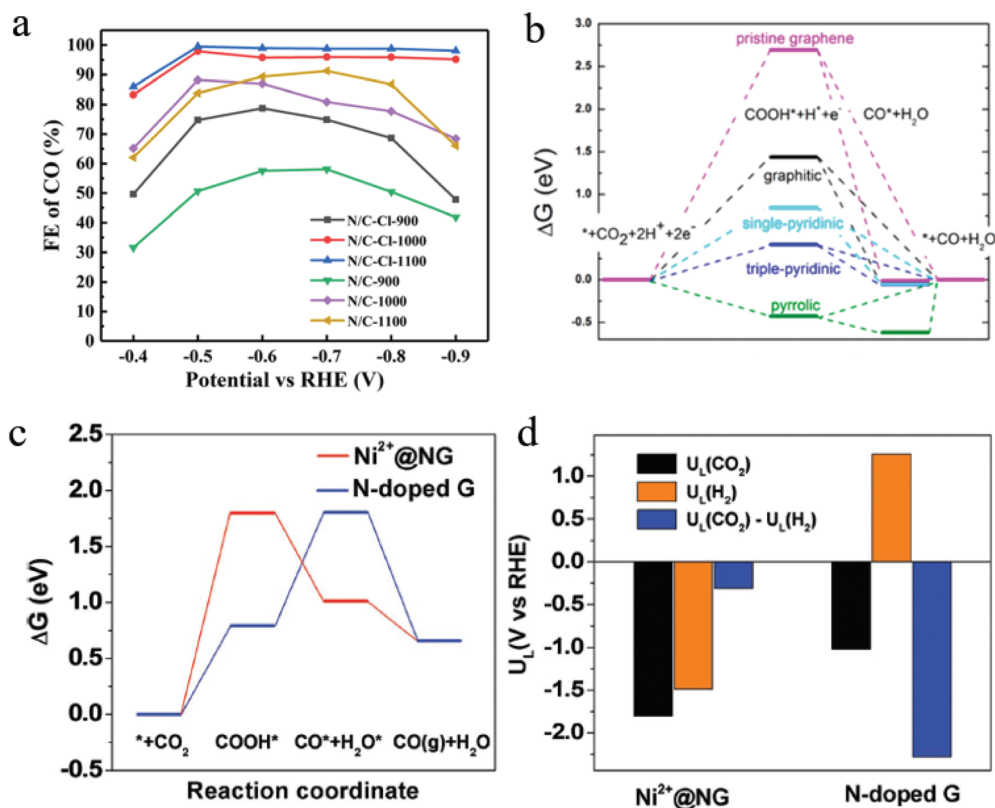 a
100
90
80
70
60
50
40
30
20
10
0
FE of CO (%)
N/C-Cl-900
N/C-Cl-1000
N/C-Cl-1100
N/C-900
N/C-1000
N/C-1100
-0.4 -0.5 -0.6 -0.7 -0.8 -0.9
Potential vs RHE (V)
b
3.0
2.5
2.0
1.5
1.0
0.5
0.0
-0.5
ΔG (eV)
pristine graphene
COOH*+H⁺+e⁻ CO*+H₂O
graphitic
single-pyridinic
*+CO₂+2H⁺+2e⁻ *+CO+H₂O
triple-pyridinic
pyrrolic
c
2.5
2.0
1.5
1.0
0.5
0.0
-0.5
ΔG (eV)
Ni²⁺@NG
N-doped G
*+CO₂ COOH* CO*+H₂O* CO(g)+H₂O
Reaction coordinate
d
1.0
0.5
0.0
-0.5
-1.0
-1.5
-2.0
U_L(V vs RHE)
U_L(CO₂)
U_L(H₂)
U_L(CO₂) - U_L(H₂)
Ni²⁺@NG N-doped G